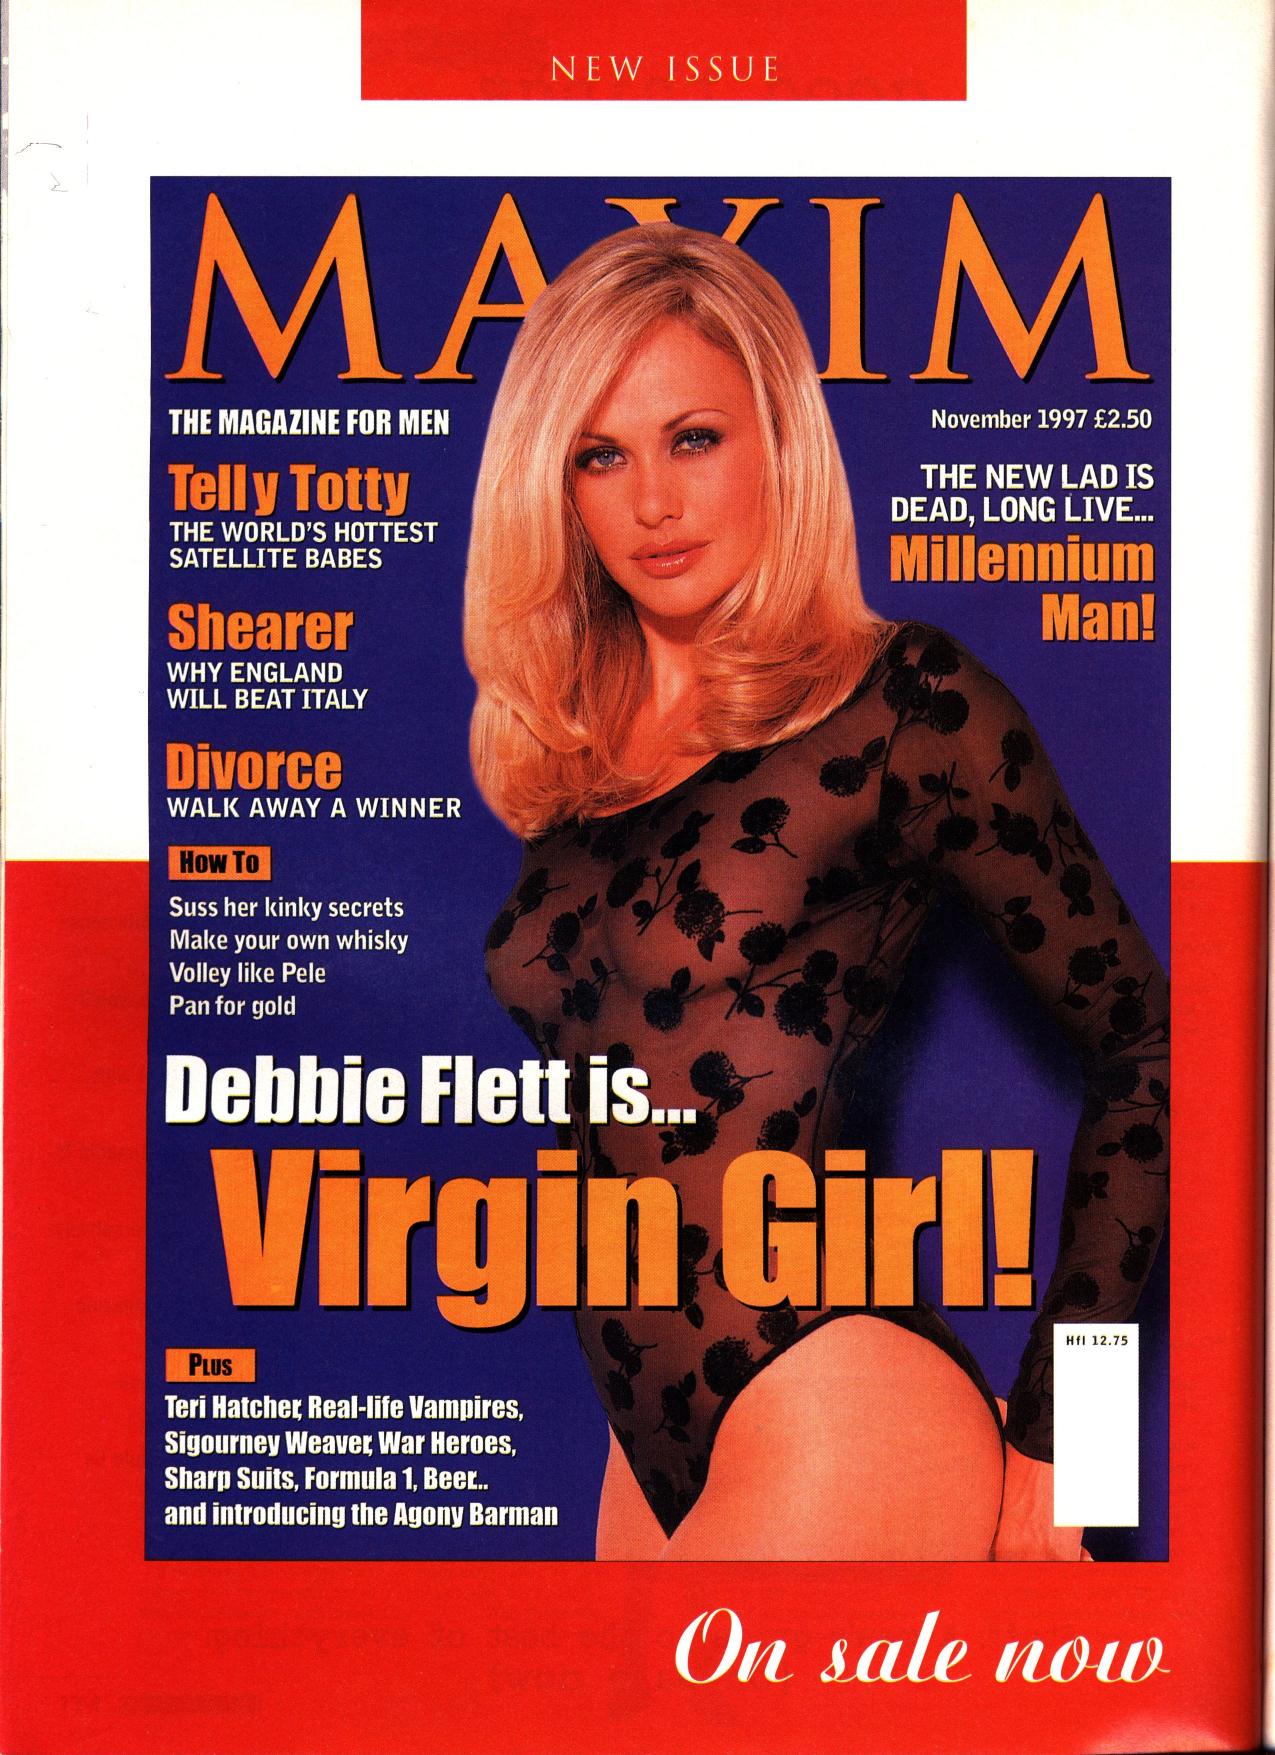 NEW ISSUE
MAXIM
THE MAGAZINE FOR MEN
November 1997 £2.50
Telly Totty
THE WORLD'S HOTTEST
SATELLITE BABES
Shearer
WHY ENGLAND
WILL BEAT ITALY
Divorce
WALK AWAY A WINNER
How To
Suss her kinky secrets
Make your own whisky
Volley like Pele
Pan for gold
THE NEW LAD IS
DEAD, LONG LIVE...
Millennium
Man!
Debbie Flett is...
Virgin Girl!
Plus
Teri Hatcher, Real-life Vampires,
Sigourney Weaver, War Heroes,
Sharp Suits, Formula 1, Beer...
and introducing the Agony Barman
Hfl 12.75
On sale now